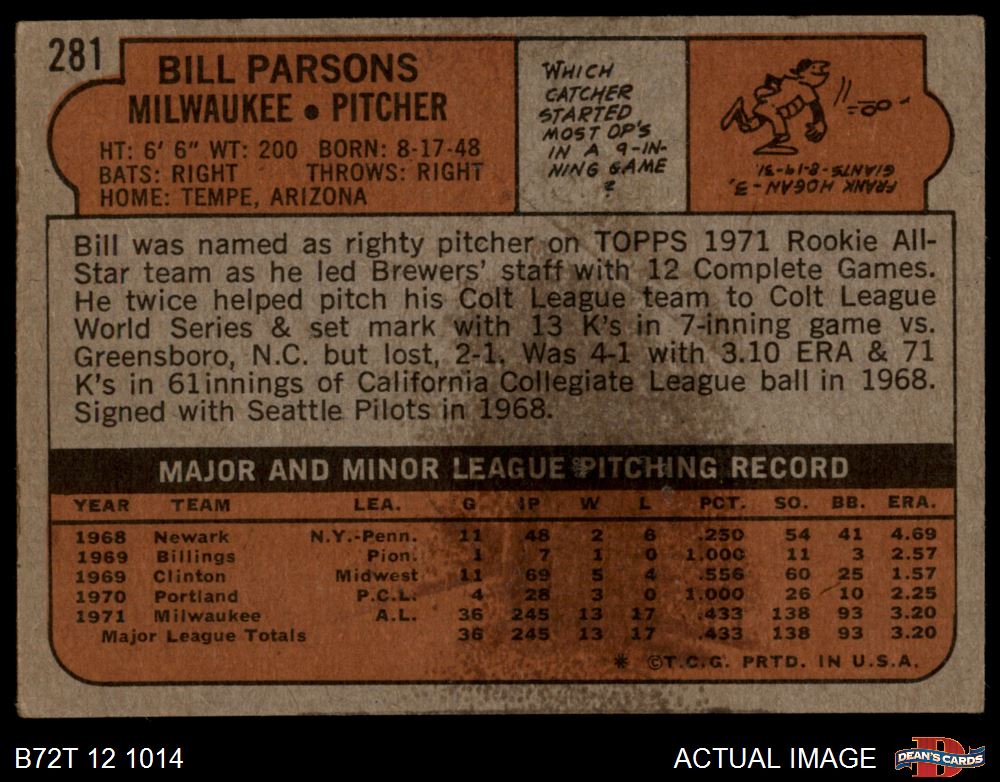 281
BILL PARSONS
MILWAUKEE • PITCHER
HT: 6' 6" WT: 200 BORN: 8-17-48
BATS: RIGHT THROWS: RIGHT
HOME: TEMPE, ARIZONA
WHICH
CATCHER
STARTED
MOST DP'S
IN A 9-IN-
NING GAME
?
FRANK HOGAN 3,
GIANTS-8-19-31.
Bill was named as righty pitcher on TOPPS 1971 Rookie All-
Star team as he led Brewers' staff with 12 Complete Games.
He twice helped pitch his Colt League team to Colt League
World Series & set mark with 13 K's in 7-inning game vs.
Greensboro, N.C. but lost, 2-1. Was 4-1 with 3.10 ERA & 71
K's in 61 innings of California Collegiate League ball in 1968.
Signed with Seattle Pilots in 1968.
MAJOR AND MINOR LEAGUE PITCHING RECORD
YEAR TEAM LEA. G IP W L PCT. SO. BB. ERA.
1968 Newark N.Y.-Penn. 11 48 2 6 .250 54 41 4.69
1969 Billings Pion. 1 7 1 0 1.000 11 3 2.57
1969 Clinton Midwest 11 69 5 4 .556 60 25 1.57
1970 Portland P.C.L. 4 28 3 0 1.000 26 10 2.25
1971 Milwaukee A.L. 36 245 13 17 .433 138 93 3.20
Major League Totals 36 245 13 17 .433 138 93 3.20
* ©T.C.G. PRTD. IN U.S.A.
B72T 12 1014
ACTUAL IMAGE
D
DEAN'S CARDS